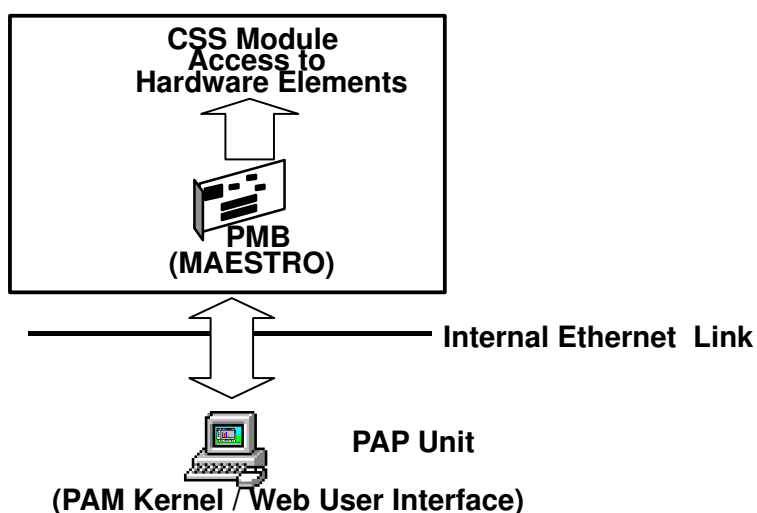 CSS Module
Access to
Hardware Elements
PMB
(MAESTRO)
Internal Ethernet Link
PAP Unit
(PAM Kernel / Web User Interface)